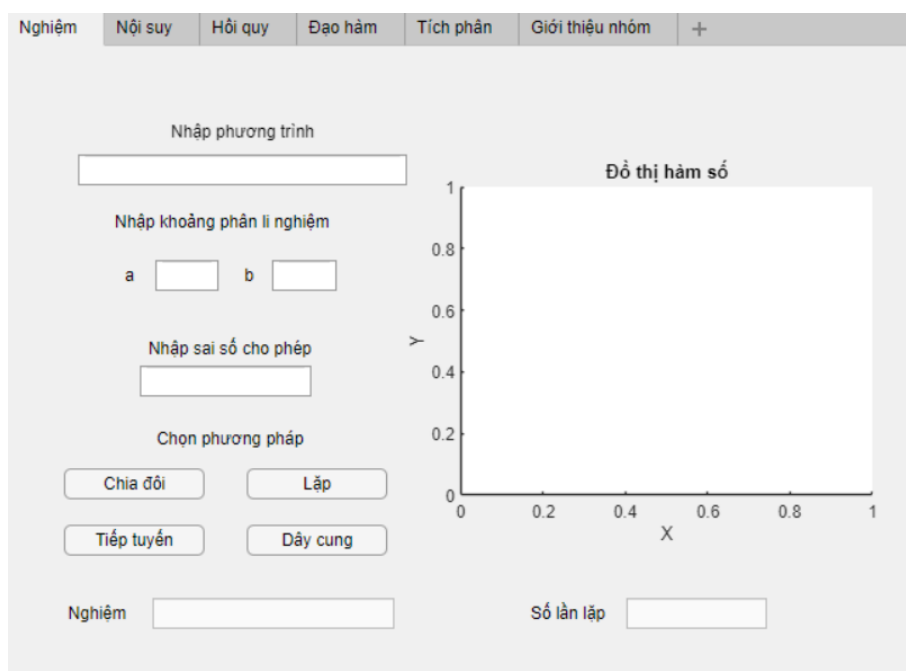 Nghiệm Nội suy Hồi quy Đạo hàm Tích phân Giới thiệu nhóm +
Nhập phương trình
Nhập khoảng phân li nghiệm
a b
Nhập sai số cho phép
Chọn phương pháp
Chia đôi Lặp
Tiếp tuyến Dây cung
Nghiệm
Đồ thị hàm số
1
0.8
0.6
Y
0.4
0.2
0
0 0.2 0.4 0.6 0.8 1
X
Số lần lặp